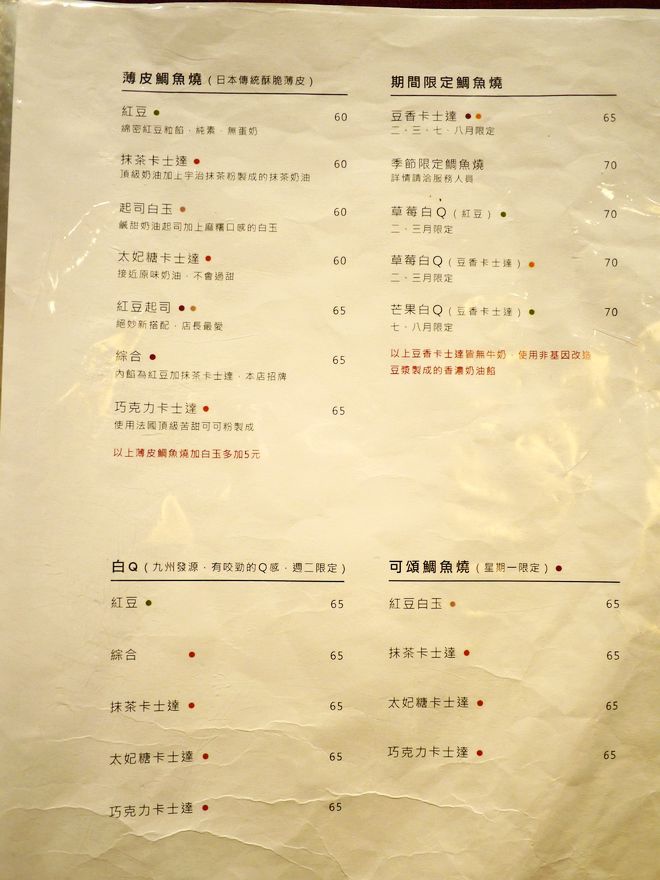 薄皮鯛魚燒(日本傳統酥脆薄皮)
紅豆 60
綿密紅豆粒餡．純素．無蛋奶
抹茶卡士達 60
頂級奶油加上宇治抹茶粉製成的抹茶奶油
起司白玉 60
鹹甜奶油起司加上麻糬口感的白玉
太妃糖卡士達 60
接近原味奶油．不會過甜
紅豆起司 65
絕妙新搭配．店長最愛
綜合 65
內餡為紅豆加抹茶卡士達．本店招牌
巧克力卡士達 65
使用法國頂級苦甜可可粉製成
以上薄皮鯛魚燒加白玉多加5元
期間限定鯛魚燒
豆香卡士達 65
二．三．七．八月限定
季節限定鯛魚燒 70
詳情請洽服務人員
草莓白Q(紅豆) 70
二．三月限定
草莓白Q(豆香卡士達) 70
二．三月限定
芒果白Q(豆香卡士達) 70
七．八月限定
以上豆香卡士達皆無牛奶．使用非基因改造
豆漿製成的香濃奶油餡
白Q(九州發源．有咬勁的Q感．週二限定)
紅豆 65
綜合 65
抹茶卡士達 65
太妃糖卡士達 65
巧克力卡士達 65
可頌鯛魚燒(星期一限定)
紅豆白玉 65
抹茶卡士達 65
太妃糖卡士達 65
巧克力卡士達 65